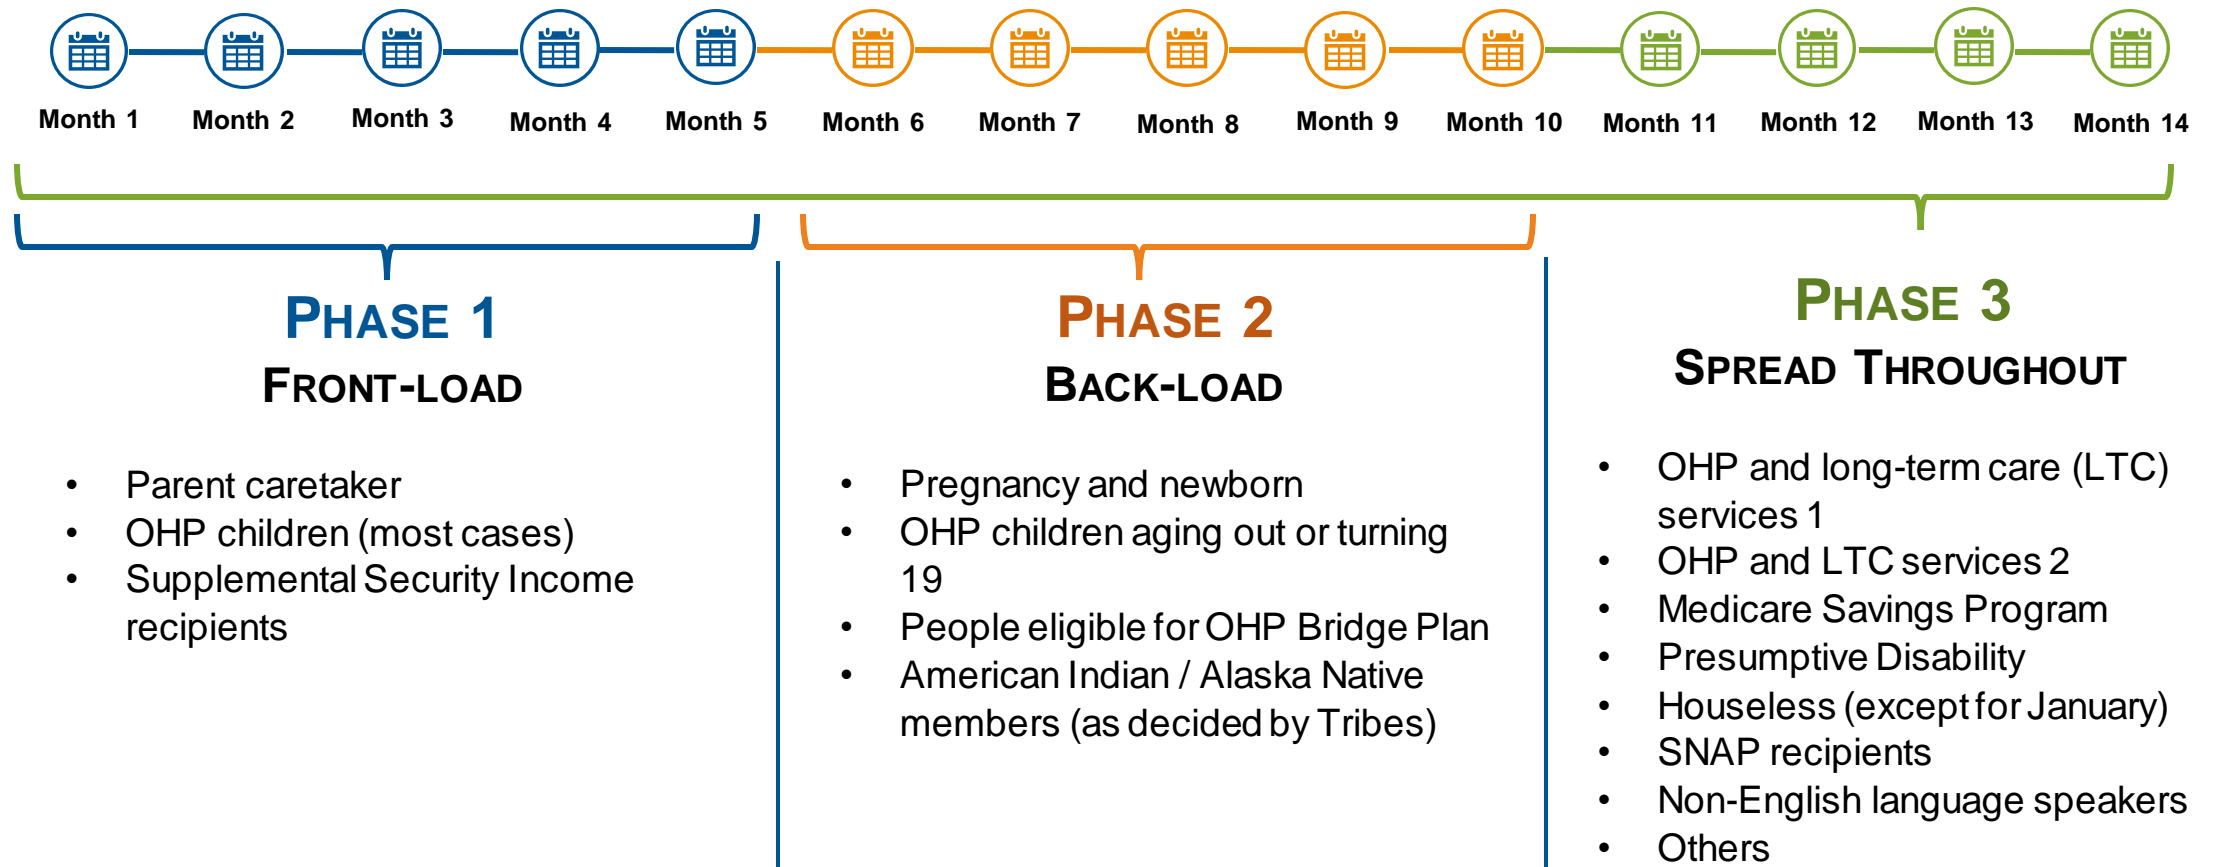 Month 1
Month 2
Month 3
Month 4
Month 5
Month 6
Month 7
Month 8
Month 9
Month 10
Month 11
Month 12
Month 13
Month 14
PHASE 1
FRONT-LOAD
• Parent caretaker
• OHP children (most cases)
• Supplemental Security Income
recipients
PHASE 2
BACK-LOAD
• Pregnancy and newborn
• OHP children aging out or turning
19
• People eligible for OHP Bridge Plan
• American Indian / Alaska Native
members (as decided by Tribes)
PHASE 3
SPREAD THROUGHOUT
• OHP and long-term care (LTC)
services 1
• OHP and LTC services 2
• Medicare Savings Program
• Presumptive Disability
• Houseless (except for January)
• SNAP recipients
• Non-English language speakers
• Others